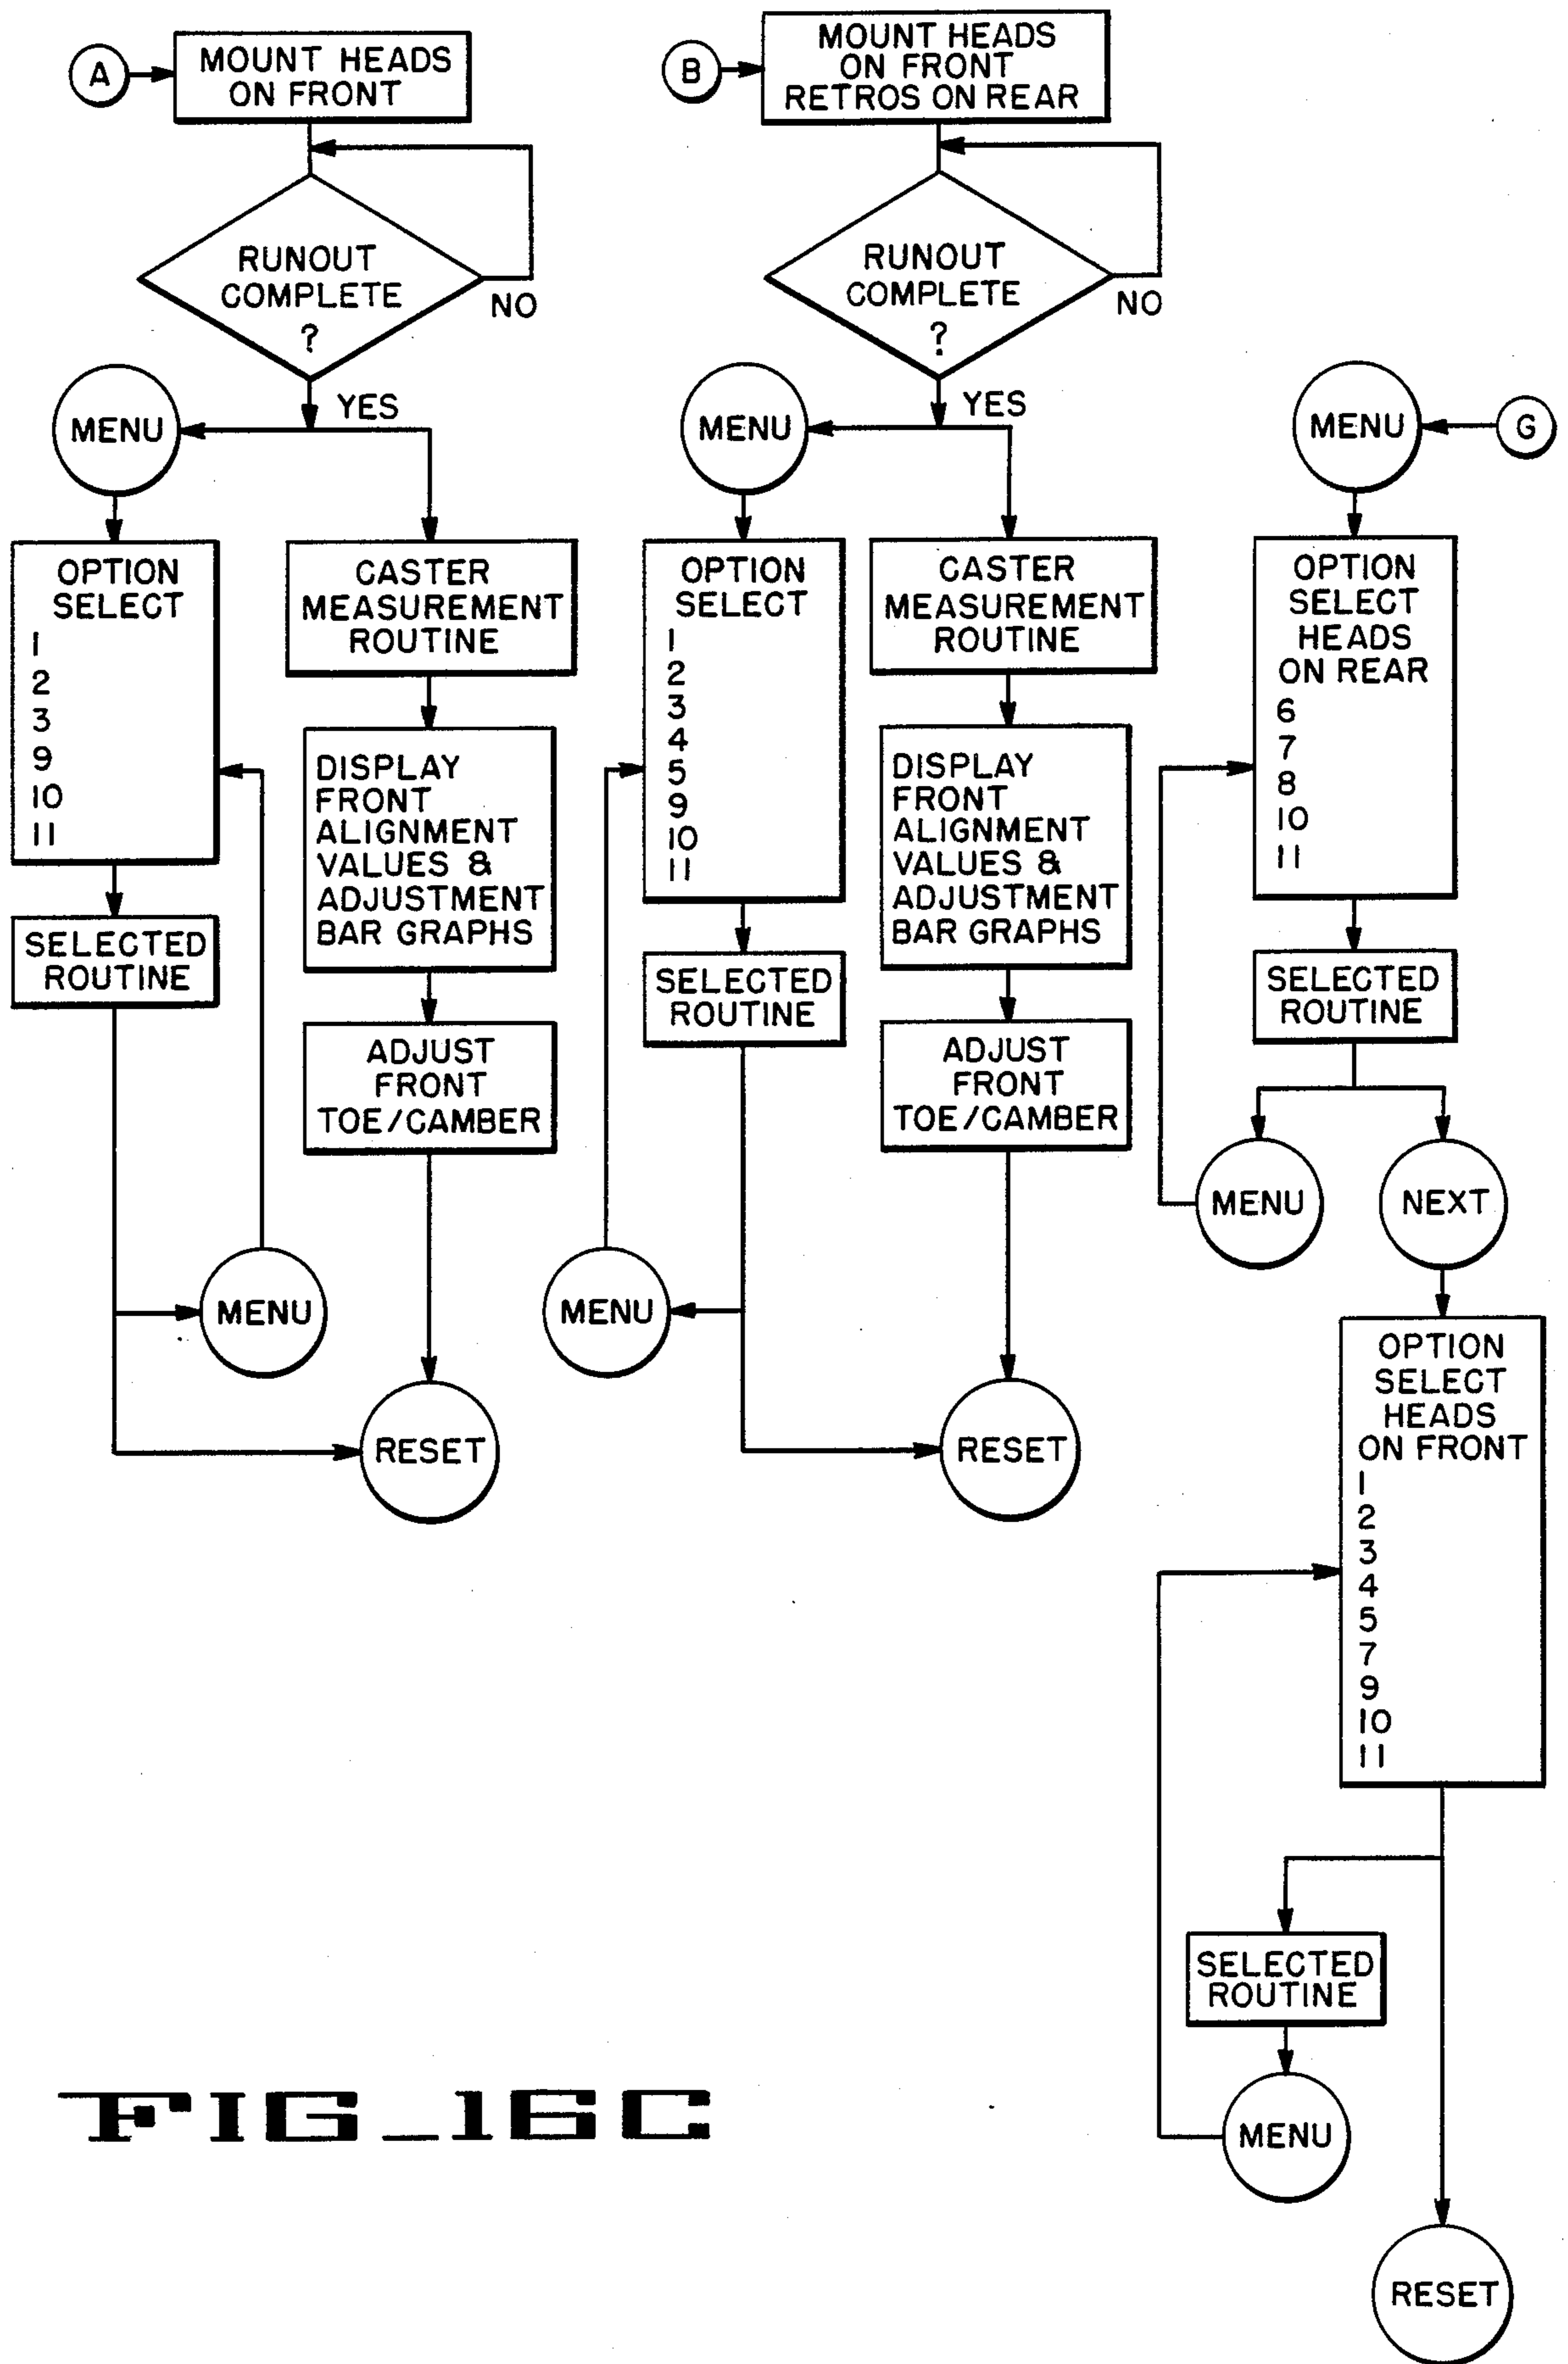 A
MOUNT HEADS
ON FRONT
RUNOUT
COMPLETE
?
NO
YES
MENU
OPTION
SELECT
1
2
3
9
10
11
SELECTED
ROUTINE
MENU
CASTER
MEASUREMENT
ROUTINE
DISPLAY
FRONT
ALIGNMENT
VALUES &
ADJUSTMENT
BAR GRAPHS
ADJUST
FRONT
TOE/CAMBER
RESET
B
MOUNT HEADS
ON FRONT
RETROS ON REAR
RUNOUT
COMPLETE
?
NO
YES
MENU
OPTION
SELECT
1
2
3
4
5
9
10
11
SELECTED
ROUTINE
MENU
CASTER
MEASUREMENT
ROUTINE
DISPLAY
FRONT
ALIGNMENT
VALUES &
ADJUSTMENT
BAR GRAPHS
ADJUST
FRONT
TOE/CAMBER
RESET
MENU
G
OPTION
SELECT
HEADS
ON REAR
6
7
8
10
11
SELECTED
ROUTINE
MENU
NEXT
OPTION
SELECT
HEADS
ON FRONT
1
2
3
4
5
7
9
10
11
SELECTED
ROUTINE
MENU
RESET
FIG_16C